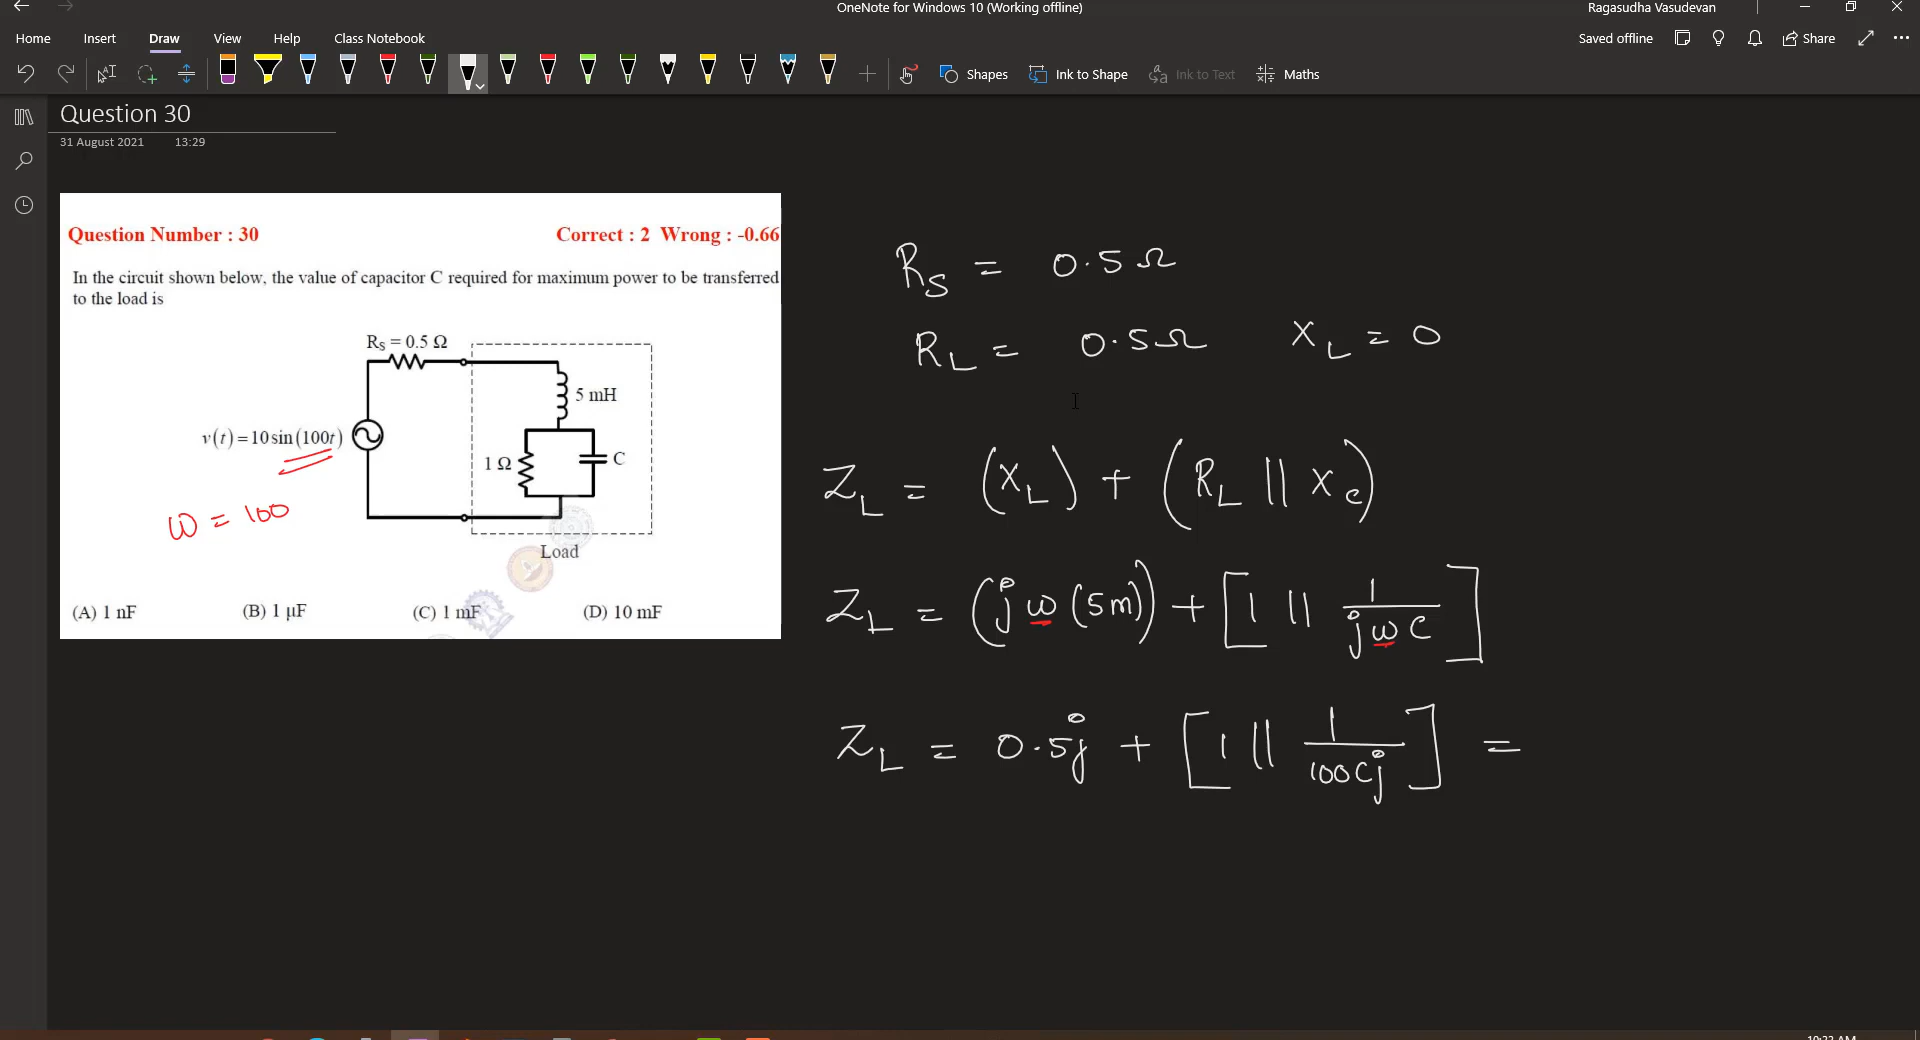 OneNote for Windows 10 (Working offline)
Ragasudha Vasudevan
Home Insert Draw View Help Class Notebook
Saved offline Share
Shapes Ink to Shape Ink to Text Maths
Question 30
31 August 2021 13:29
Question Number : 30 Correct : 2 Wrong : -0.66
In the circuit shown below, the value of capacitor C required for maximum power to be transferred
to the load is
R_S = 0.5 Ω
5 mH
v(t) = 10 sin(100t)
1 Ω
C
ω = 100
Load
(A) 1 nF (B) 1 μF (C) 1 mF (D) 10 mF
R_S = 0.5 Ω
R_L = 0.5 Ω X_L = 0
Z_L = (X_L) + (R_L || X_c)
Z_L = (jω(5m)) + [1 || 1/jωC]
Z_L = 0.5j + [1 || 1/100Cj] =